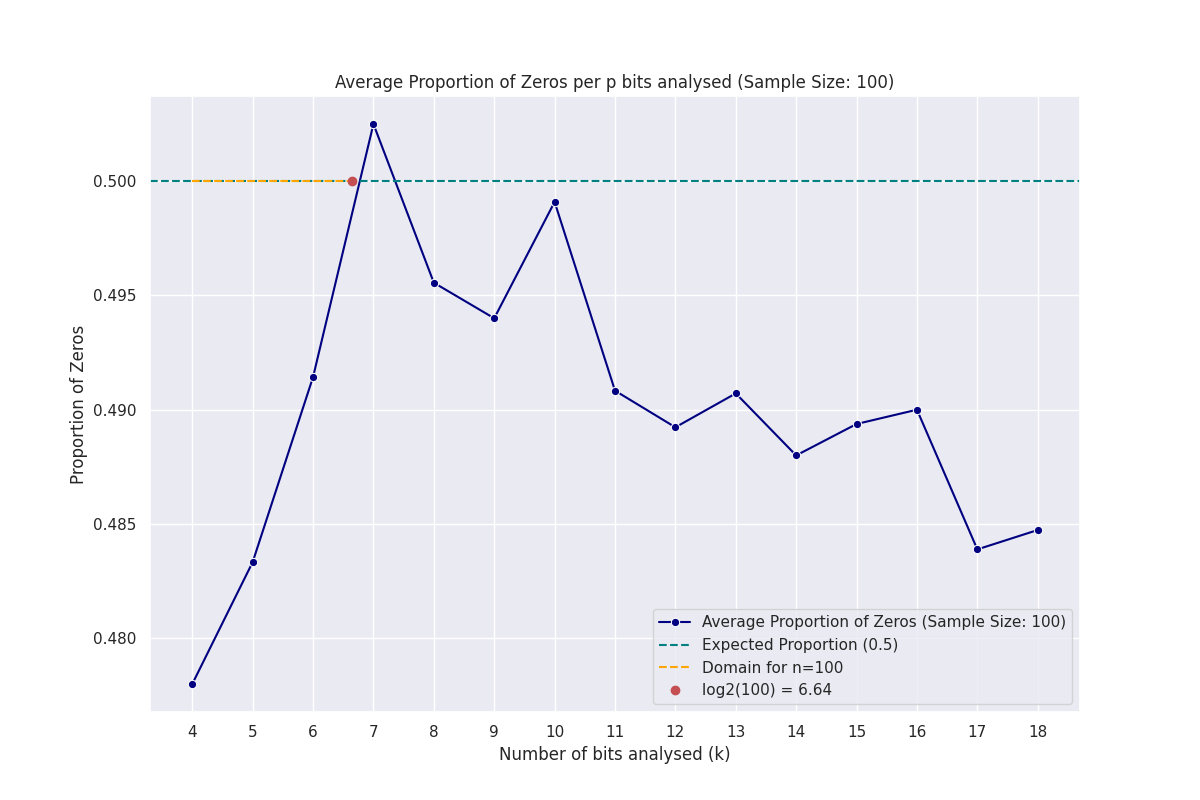 Average Proportion of Zeros per p bits analysed (Sample Size: 100)
Proportion of Zeros
0.500
0.495
0.490
0.485
0.480
4 5 6 7 8 9 10 11 12 13 14 15 16 17 18
Number of bits analysed (k)
Average Proportion of Zeros (Sample Size: 100)
Expected Proportion (0.5)
Domain for n=100
log2(100) = 6.64